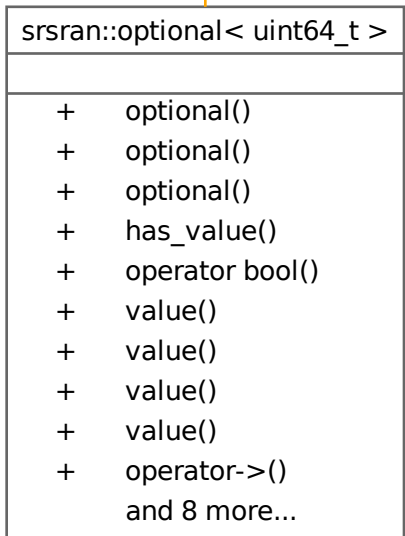 srsran::optional< uint64_t >
+ optional()
+ optional()
+ optional()
+ has_value()
+ operator bool()
+ value()
+ value()
+ value()
+ value()
+ operator->()
and 8 more...